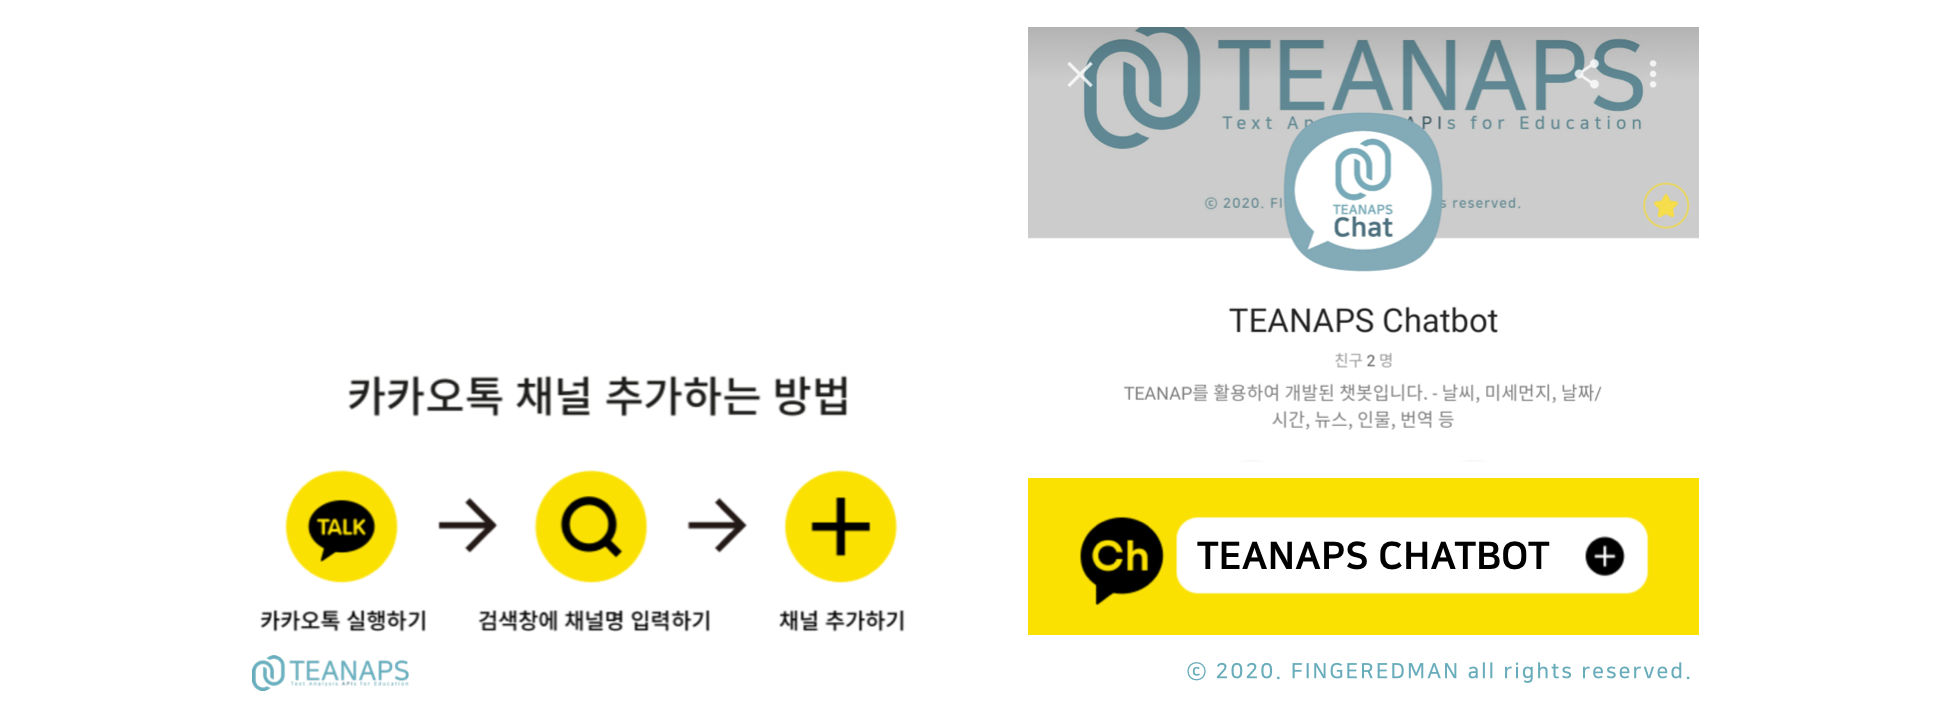 카카오톡 채널 추가하는 방법
TALK
카카오톡 실행하기
검색창에 채널명 입력하기
채널 추가하기
TEANAPS
Text Analysis APIs for Education
TEANAPS
Text An APIs for Education
© 2020. FI s reserved.
TEANAPS
Chat
TEANAPS Chatbot
친구 2 명
TEANAP를 활용하여 개발된 챗봇입니다. - 날씨, 미세먼지, 날짜/
시간, 뉴스, 인물, 번역 등
Ch
TEANAPS CHATBOT
© 2020. FINGEREDMAN all rights reserved.